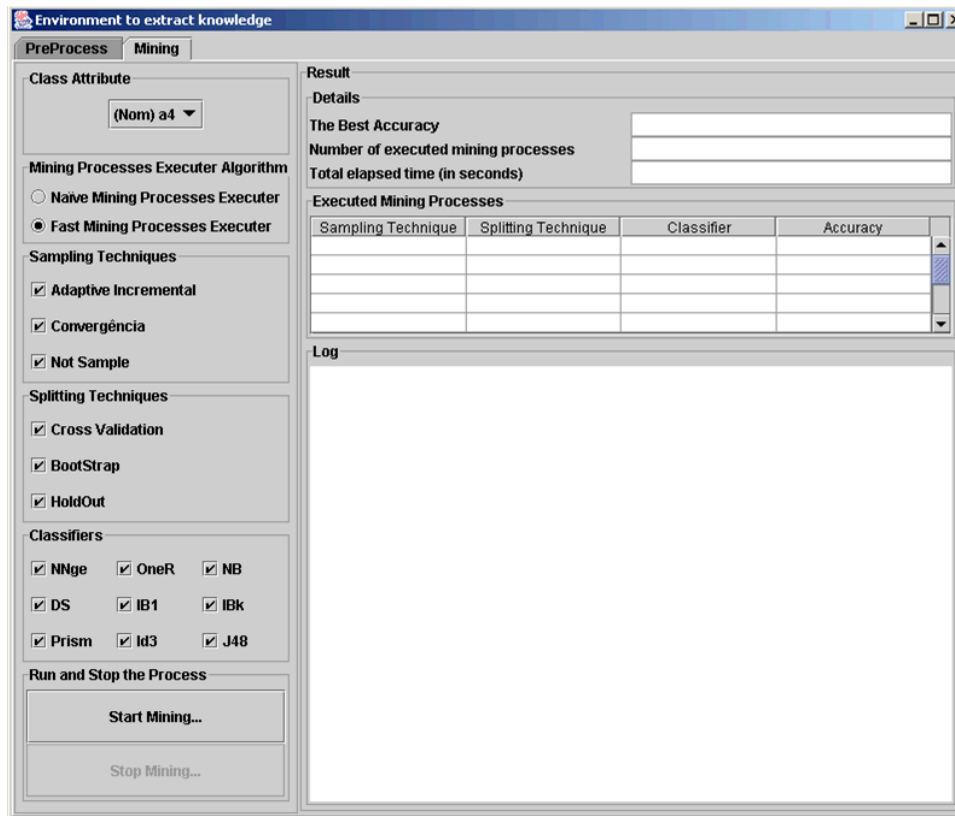 Environment to extract knowledge
PreProcess Mining
Class Attribute
(Nom) a4
Mining Processes Executer Algorithm
Naïve Mining Processes Executer
Fast Mining Processes Executer
Sampling Techniques
Adaptive Incremental
Convergência
Not Sample
Splitting Techniques
Cross Validation
BootStrap
HoldOut
Classifiers
NNge OneR NB
DS IB1 IBk
Prism Id3 J48
Run and Stop the Process
Start Mining...
Stop Mining...
Result
Details
The Best Accuracy
Number of executed mining processes
Total elapsed time (in seconds)
Executed Mining Processes
Sampling Technique Splitting Technique Classifier Accuracy
Log